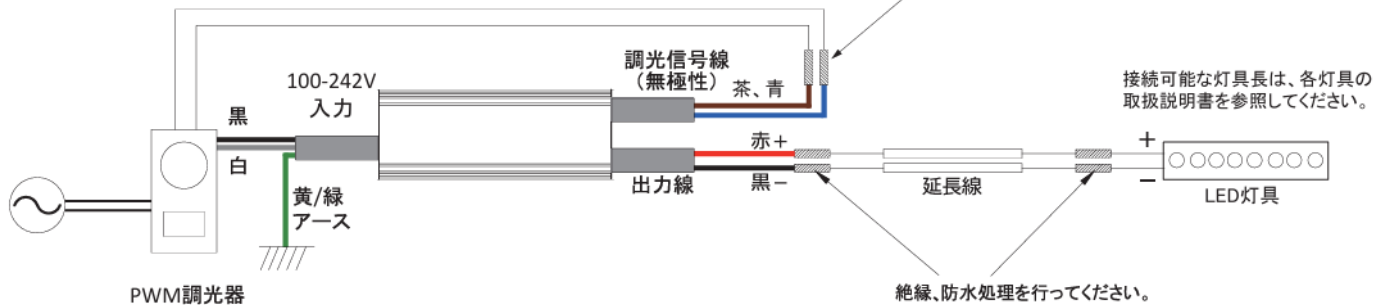 調光信号線
（無極性）
茶、青
100-242V
入力
接続可能な灯具長は、各灯具の
取扱説明書を参照してください。
黒
白
赤+
黒−
+
−
出力線
延長線
LED灯具
黄/緑
アース
PWM調光器
絶縁、防水処理を行ってください。